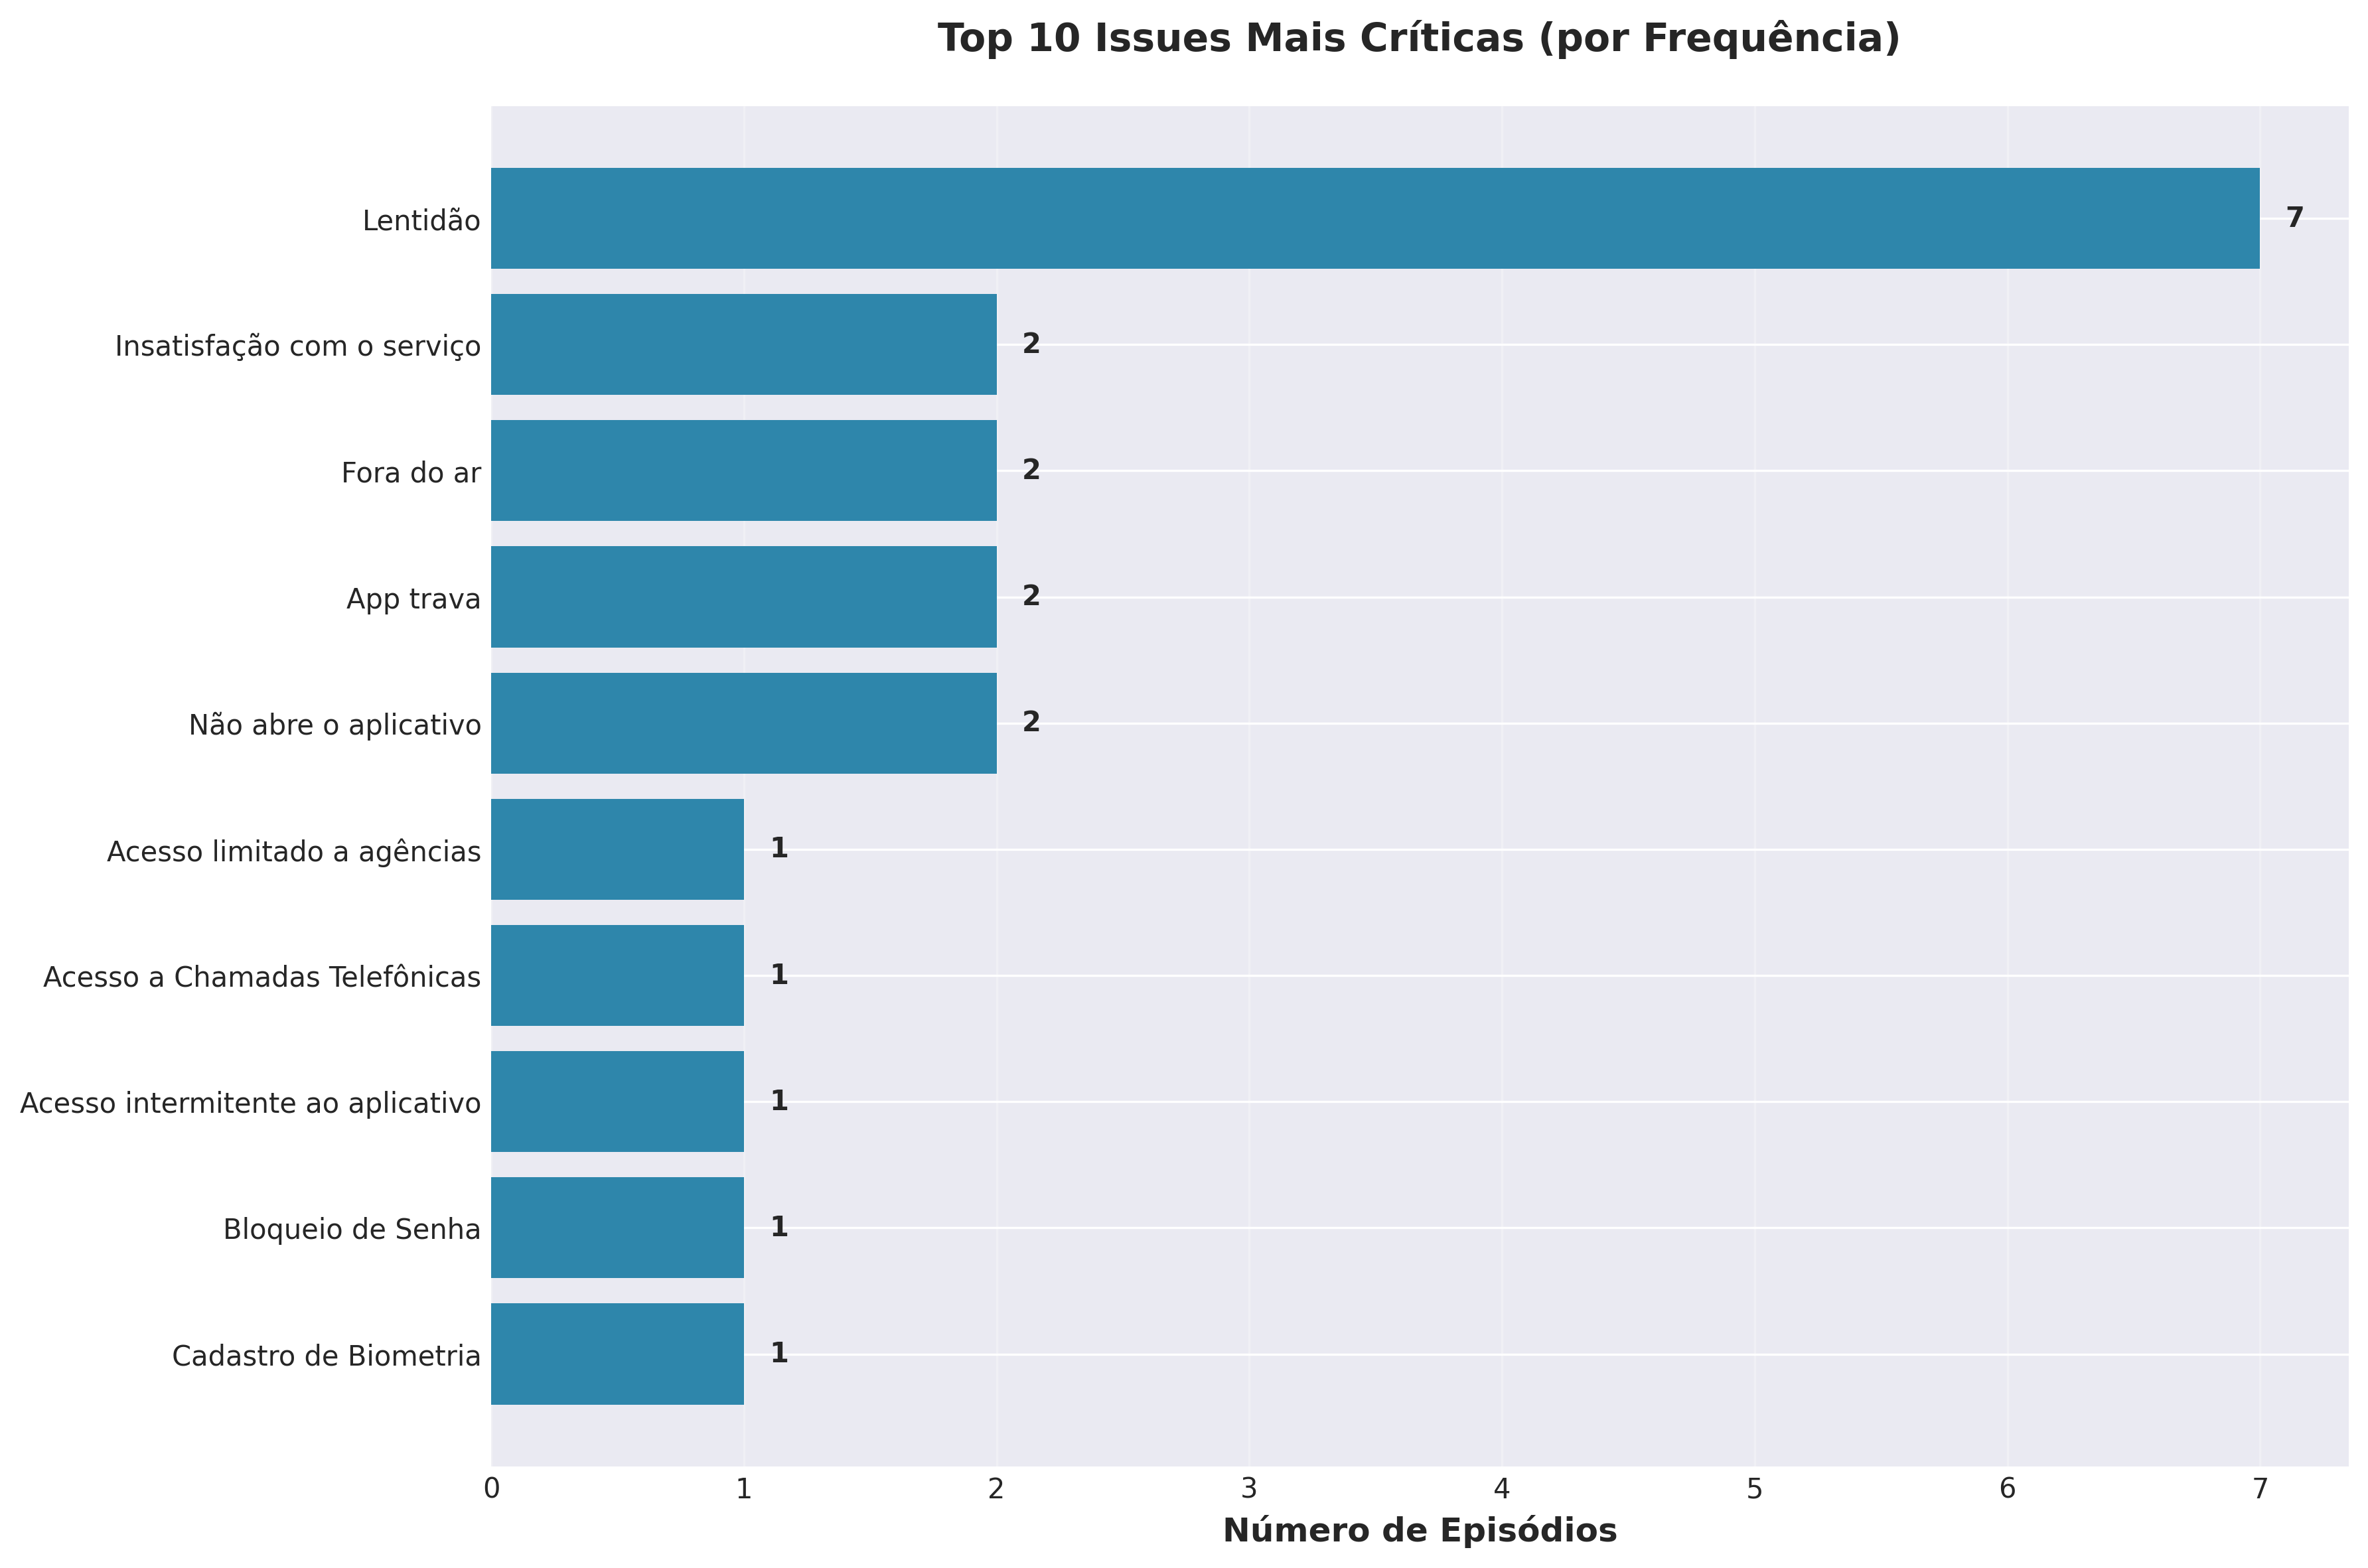 Top 10 Issues Mais Críticas (por Frequência)
Lentidão
7
Insatisfação com o serviço
2
Fora do ar
2
App trava
2
Não abre o aplicativo
2
Acesso limitado a agências
1
Acesso a Chamadas Telefônicas
1
Acesso intermitente ao aplicativo
1
Bloqueio de Senha
1
Cadastro de Biometria
1
0 1 2 3 4 5 6 7
Número de Episódios